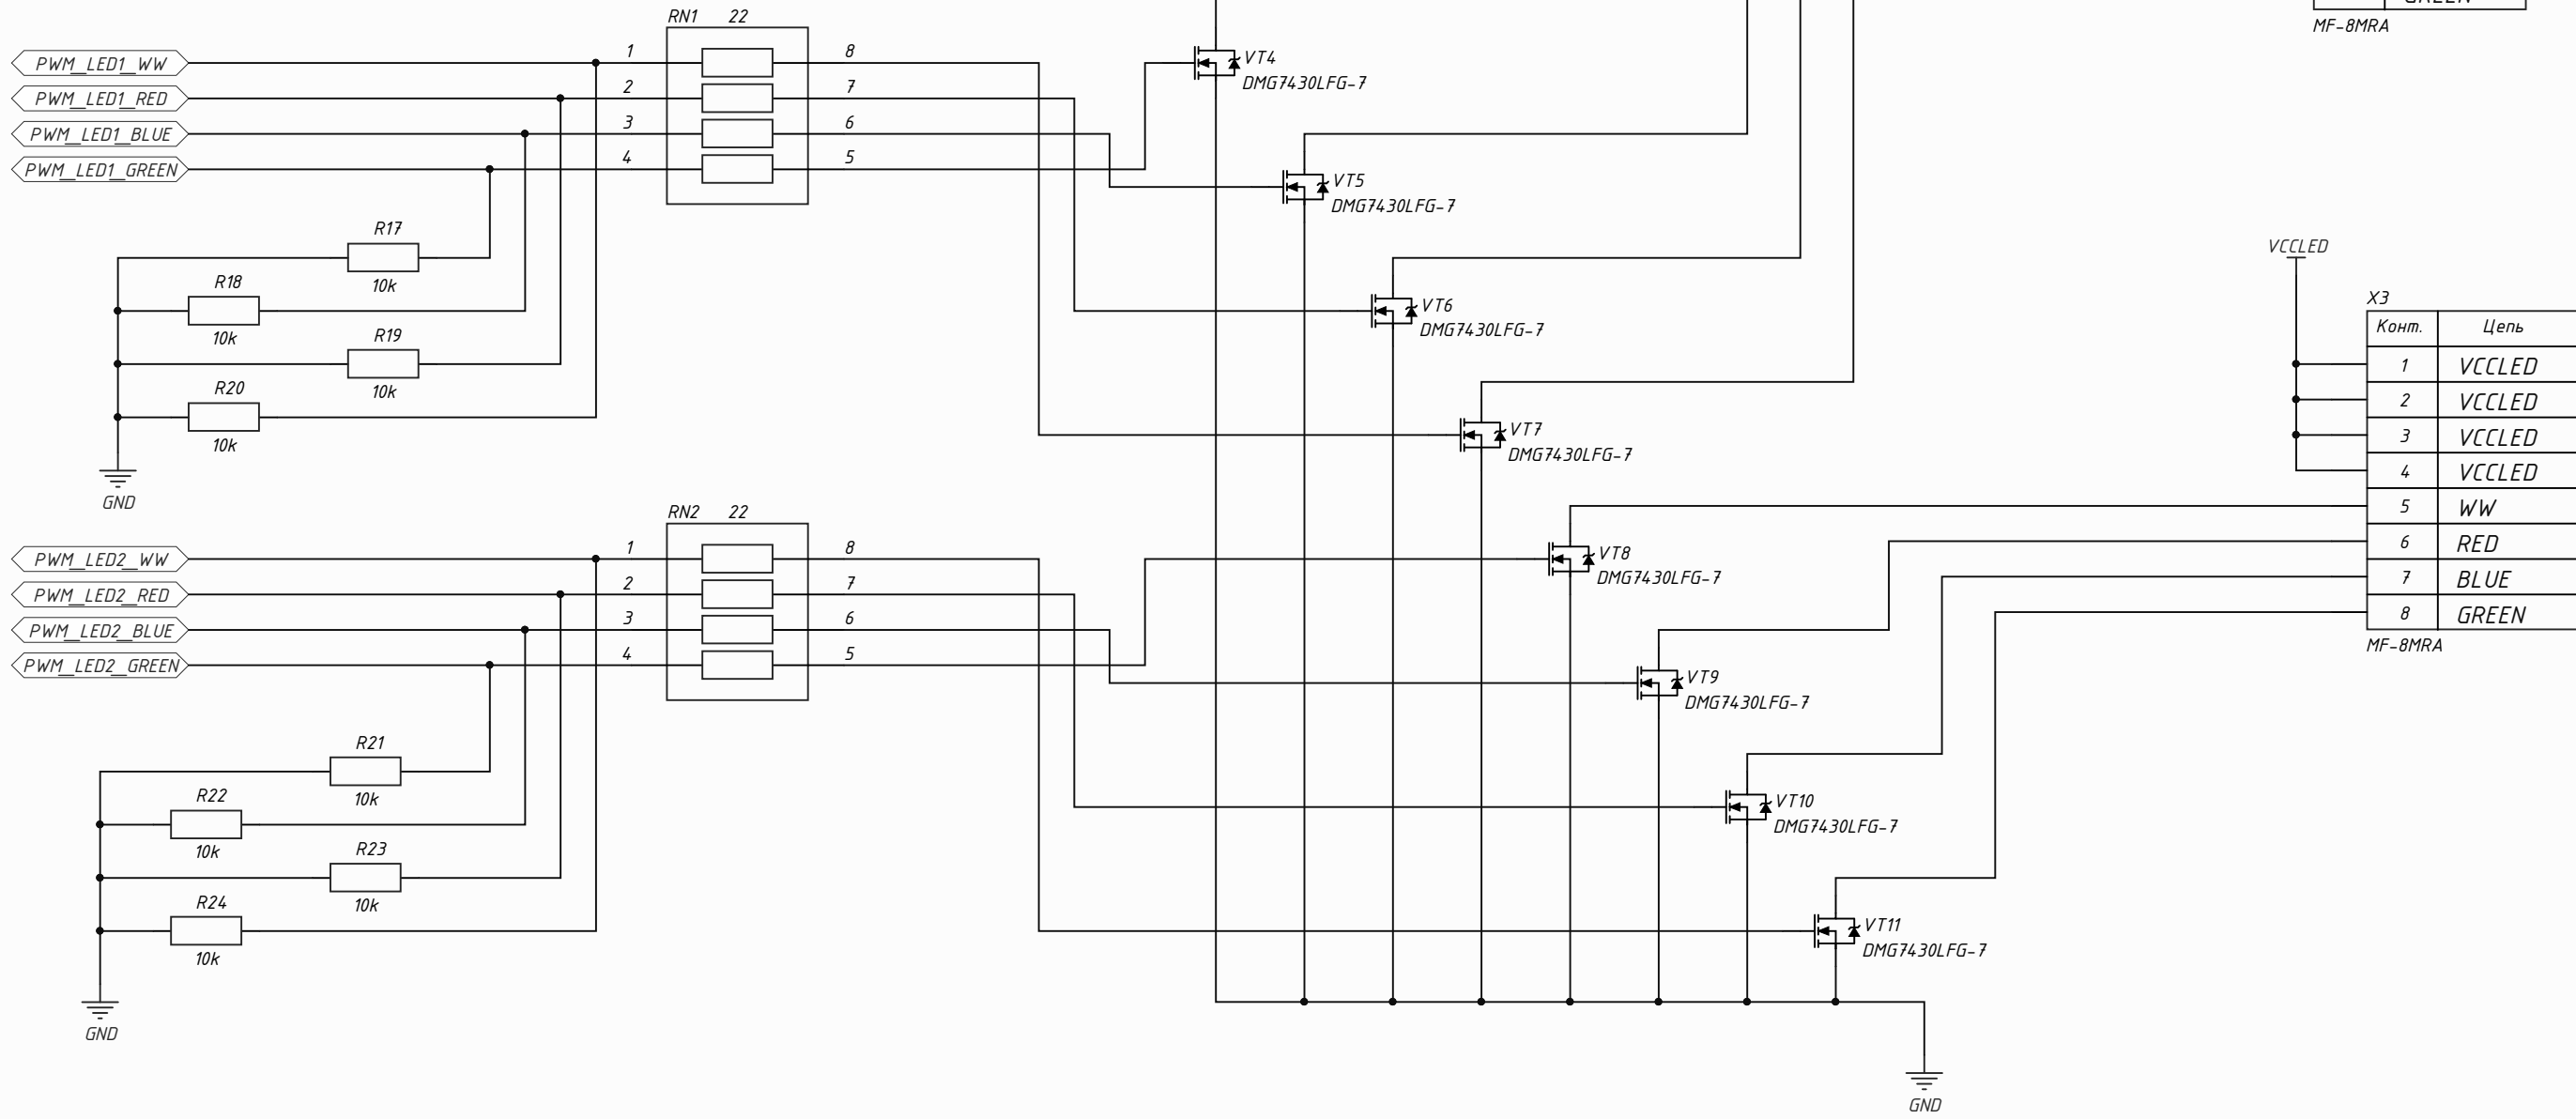 RN1 22
GREEN
MF-8MRA
PWM_LED1_WW 1 8
VT4
DMG7430LFG-7
PWM_LED1_RED 2 7
PWM_LED1_BLUE 3 6
PWM_LED1_GREEN 4 5
VT5
DMG7430LFG-7
R17
10k
R18
10k
VT6
DMG7430LFG-7
R19
10k
R20
10k
VT7
DMG7430LFG-7
GND
VCCLED
X3
Конт. Цепь
1 VCCLED
2 VCCLED
3 VCCLED
4 VCCLED
5 WW
6 RED
7 BLUE
8 GREEN
MF-8MRA
RN2 22
PWM_LED2_WW 1 8
VT8
DMG7430LFG-7
PWM_LED2_RED 2 7
PWM_LED2_BLUE 3 6
PWM_LED2_GREEN 4 5
VT9
DMG7430LFG-7
R21
10k
R22
10k
VT10
DMG7430LFG-7
R23
10k
R24
10k
VT11
DMG7430LFG-7
GND
GND